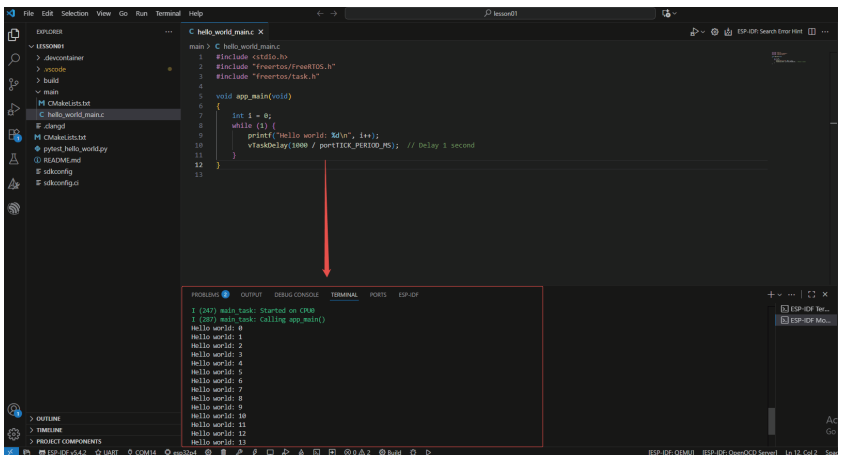 File Edit Selection View Go Run Terminal Help
lesson01
EXPLORER
LESSON01
.devcontainer
.vscode
build
main
CMakeLists.txt
hello_world_main.c
.clangd
CMakeLists.txt
pytest_hello_world.py
README.md
sdkconfig
sdkconfig.ci
OUTLINE
TIMELINE
PROJECT COMPONENTS
hello_world_main.c
ESP-IDF: Search Error Hint
main > C hello_world_main.c
1 #include <stdio.h>
2 #include "freertos/FreeRTOS.h"
3 #include "freertos/task.h"
4
5 void app_main(void)
6 {
7 int i = 0;
8 while (1) {
9 printf("Hello world: %d\n", i++);
10 vTaskDelay(1000 / portTICK_PERIOD_MS); // Delay 1 second
11 }
12 }
13
PROBLEMS 2 OUTPUT DEBUG CONSOLE TERMINAL PORTS ESP-IDF
I (247) main_task: Started on CPU0
I (287) main_task: Calling app_main()
Hello world: 0
Hello world: 1
Hello world: 2
Hello world: 3
Hello world: 4
Hello world: 5
Hello world: 6
Hello world: 7
Hello world: 8
Hello world: 9
Hello world: 10
Hello world: 11
Hello world: 12
Hello world: 13
ESP-IDF Ter...
ESP-IDF Mo...
Ac
Go
ESP-IDF v5.4.2 UART COM14 esp32p4 0 2 Build [ESP-IDF: QEMU] [ESP-IDF: OpenOCD Server] Ln 12, Col 2 Spac